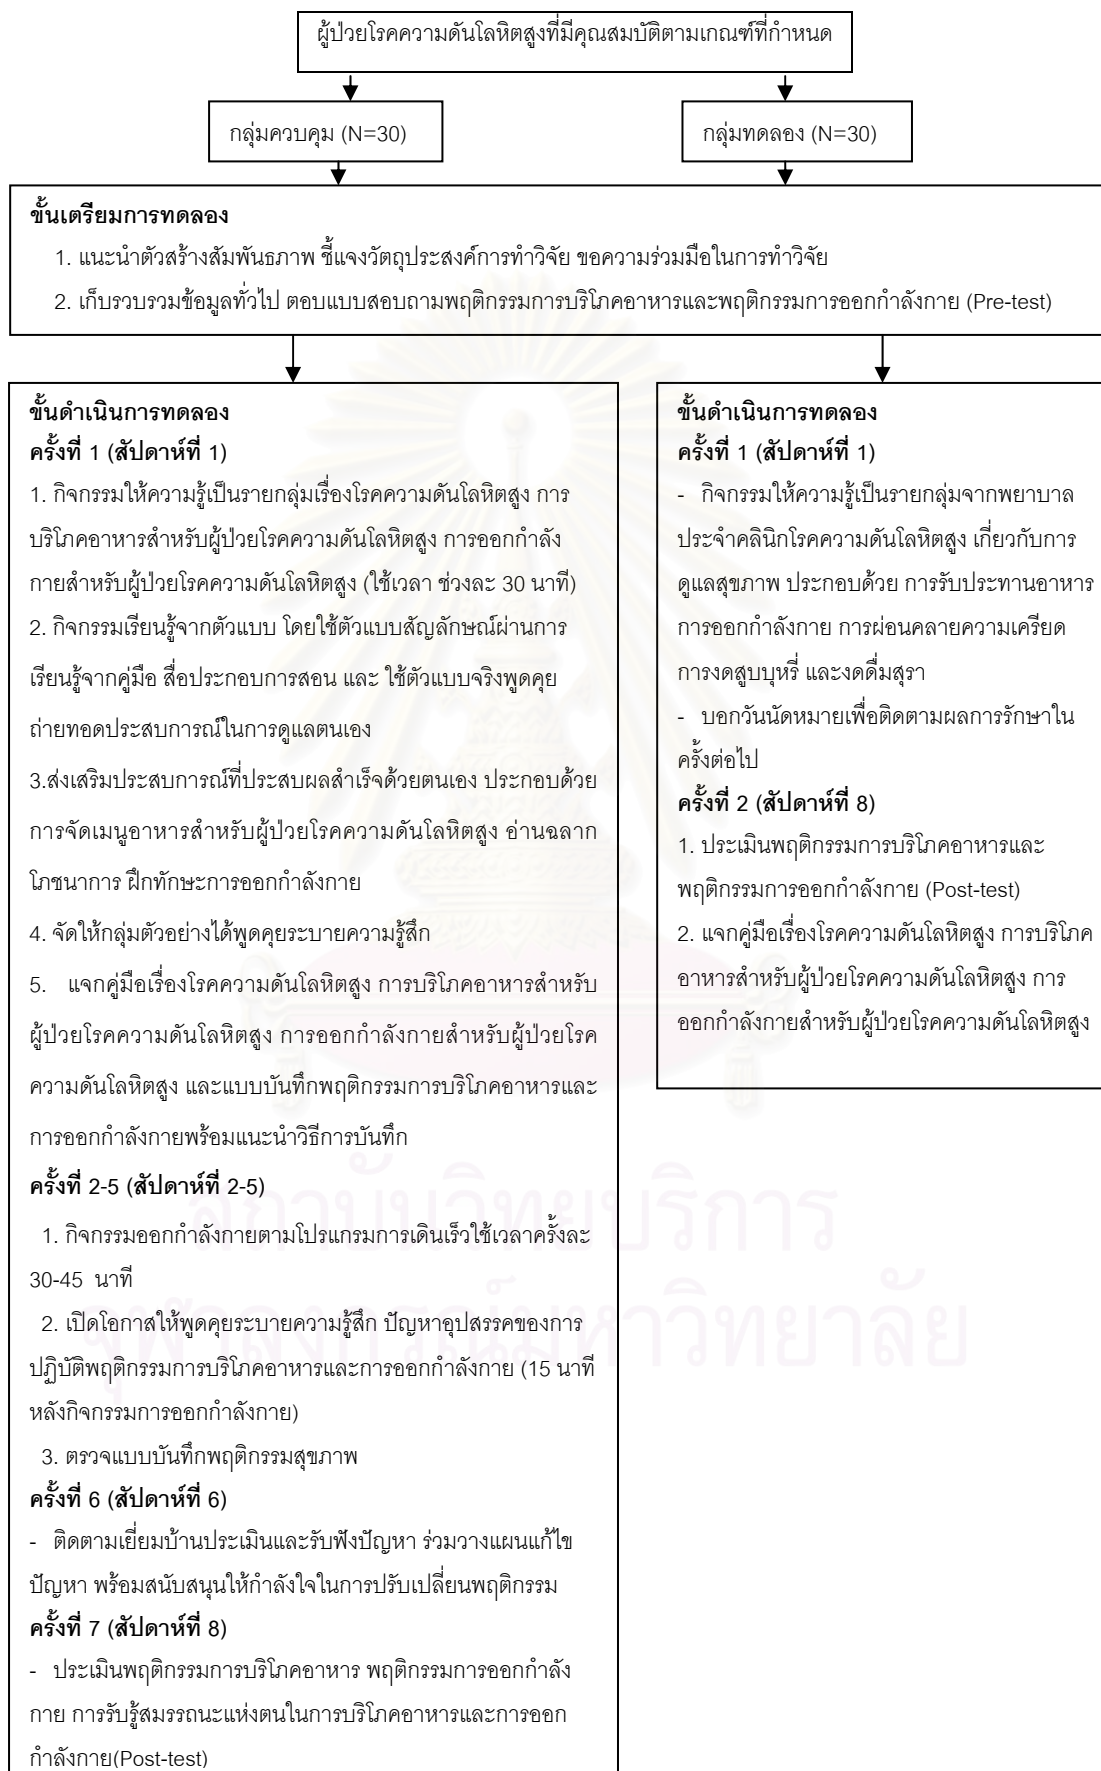 ผู้ป่วยโรคความดันโลหิตสูงที่มีคุณสมบัติตามเกณฑ์ที่กำหนด
กลุ่มควบคุม (N=30)
กลุ่มทดลอง (N=30)
ขั้นเตรียมการทดลอง
1. แนะนำตัวสร้างสัมพันธภาพ ชี้แจงวัตถุประสงค์การทำวิจัย ขอความร่วมมือในการทำวิจัย
2. เก็บรวบรวมข้อมูลทั่วไป ตอบแบบสอบถามพฤติกรรมการบริโภคอาหารและพฤติกรรมการออกกำลังกาย (Pre-test)
ขั้นดำเนินการทดลอง
ครั้งที่ 1 (สัปดาห์ที่ 1)
1. กิจกรรมให้ความรู้เป็นรายกลุ่มเรื่องโรคความดันโลหิตสูง การ
บริโภคอาหารสำหรับผู้ป่วยโรคความดันโลหิตสูง การออกกำลัง
กายสำหรับผู้ป่วยโรคความดันโลหิตสูง (ใช้เวลา ช่วงละ 30 นาที)
2. กิจกรรมเรียนรู้จากตัวแบบ โดยใช้ตัวแบบสัญลักษณ์ผ่านการ
เรียนรู้จากคู่มือ สื่อประกอบการสอน และ ใช้ตัวแบบจริงพูดคุย
ถ่ายทอดประสบการณ์ในการดูแลตนเอง
3.ส่งเสริมประสบการณ์ที่ประสบผลสำเร็จด้วยตนเอง ประกอบด้วย
การจัดเมนูอาหารสำหรับผู้ป่วยโรคความดันโลหิตสูง อ่านฉลาก
โภชนาการ ฝึกทักษะการออกกำลังกาย
4. จัดให้กลุ่มตัวอย่างได้พูดคุยระบายความรู้สึก
5. แจกคู่มือเรื่องโรคความดันโลหิตสูง การบริโภคอาหารสำหรับ
ผู้ป่วยโรคความดันโลหิตสูง การออกกำลังกายสำหรับผู้ป่วยโรค
ความดันโลหิตสูง และแบบบันทึกพฤติกรรมการบริโภคอาหารและ
การออกกำลังกายพร้อมแนะนำวิธีการบันทึก
ครั้งที่ 2-5 (สัปดาห์ที่ 2-5)
1. กิจกรรมออกกำลังกายตามโปรแกรมการเดินเร็วใช้เวลาครั้งละ
30-45 นาที
2. เปิดโอกาสให้พูดคุยระบายความรู้สึก ปัญหาอุปสรรคของการ
ปฏิบัติพฤติกรรมการบริโภคอาหารและการออกกำลังกาย (15 นาที
หลังกิจกรรมการออกกำลังกาย)
3. ตรวจแบบบันทึกพฤติกรรมสุขภาพ
ครั้งที่ 6 (สัปดาห์ที่ 6)
- ติดตามเยี่ยมบ้านประเมินและรับฟังปัญหา ร่วมวางแผนแก้ไข
ปัญหา พร้อมสนับสนุนให้กำลังใจในการปรับเปลี่ยนพฤติกรรม
ครั้งที่ 7 (สัปดาห์ที่ 8)
- ประเมินพฤติกรรมการบริโภคอาหาร พฤติกรรมการออกกำลัง
กาย การรับรู้สมรรถนะแห่งตนในการบริโภคอาหารและการออก
กำลังกาย(Post-test)
ขั้นดำเนินการทดลอง
ครั้งที่ 1 (สัปดาห์ที่ 1)
- กิจกรรมให้ความรู้เป็นรายกลุ่มจากพยาบาล
ประจำคลินิกโรคความดันโลหิตสูง เกี่ยวกับการ
ดูแลสุขภาพ ประกอบด้วย การรับประทานอาหาร
การออกกำลังกาย การผ่อนคลายความเครียด
การงดสูบบุหรี่ และงดดื่มสุรา
- บอกวันนัดหมายเพื่อติดตามผลการรักษาใน
ครั้งต่อไป
ครั้งที่ 2 (สัปดาห์ที่ 8)
1. ประเมินพฤติกรรมการบริโภคอาหารและ
พฤติกรรมการออกกำลังกาย (Post-test)
2. แจกคู่มือเรื่องโรคความดันโลหิตสูง การบริโภค
อาหารสำหรับผู้ป่วยโรคความดันโลหิตสูง การ
ออกกำลังกายสำหรับผู้ป่วยโรคความดันโลหิตสูง
สถาบันวิทยบริการ
จุฬาลงกรณ์มหาวิทยาลัย